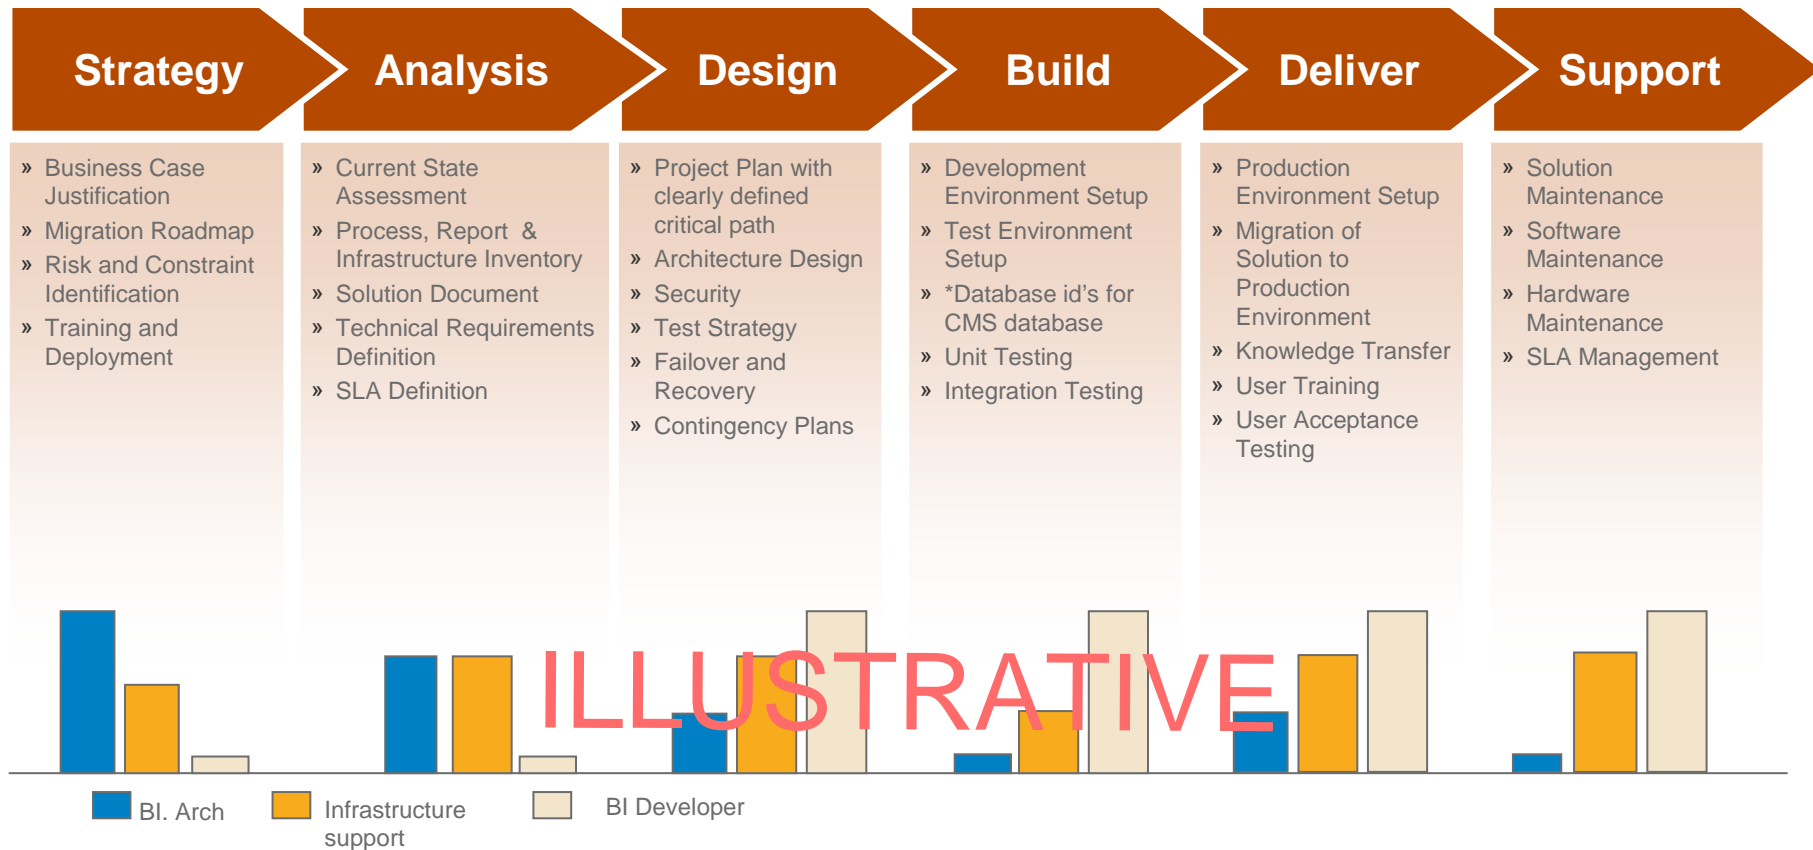 Strategy
Analysis
Design
Build
Deliver
Support
» Business Case
Justification
» Migration Roadmap
» Risk and Constraint
Identification
» Training and
Deployment
» Current State
Assessment
» Process, Report &
Infrastructure Inventory
» Solution Document
» Technical Requirements
Definition
» SLA Definition
» Project Plan with
clearly defined
critical path
» Architecture Design
» Security
» Test Strategy
» Failover and
Recovery
» Contingency Plans
» Development
Environment Setup
» Test Environment
Setup
» *Database id’s for
CMS database
» Unit Testing
» Integration Testing
» Production
Environment Setup
» Migration of
Solution to
Production
Environment
» Knowledge Transfer
» User Training
» User Acceptance
Testing
» Solution
Maintenance
» Software
Maintenance
» Hardware
Maintenance
» SLA Management
ILLUSTRATIVE
BI. Arch
Infrastructure
support
BI Developer